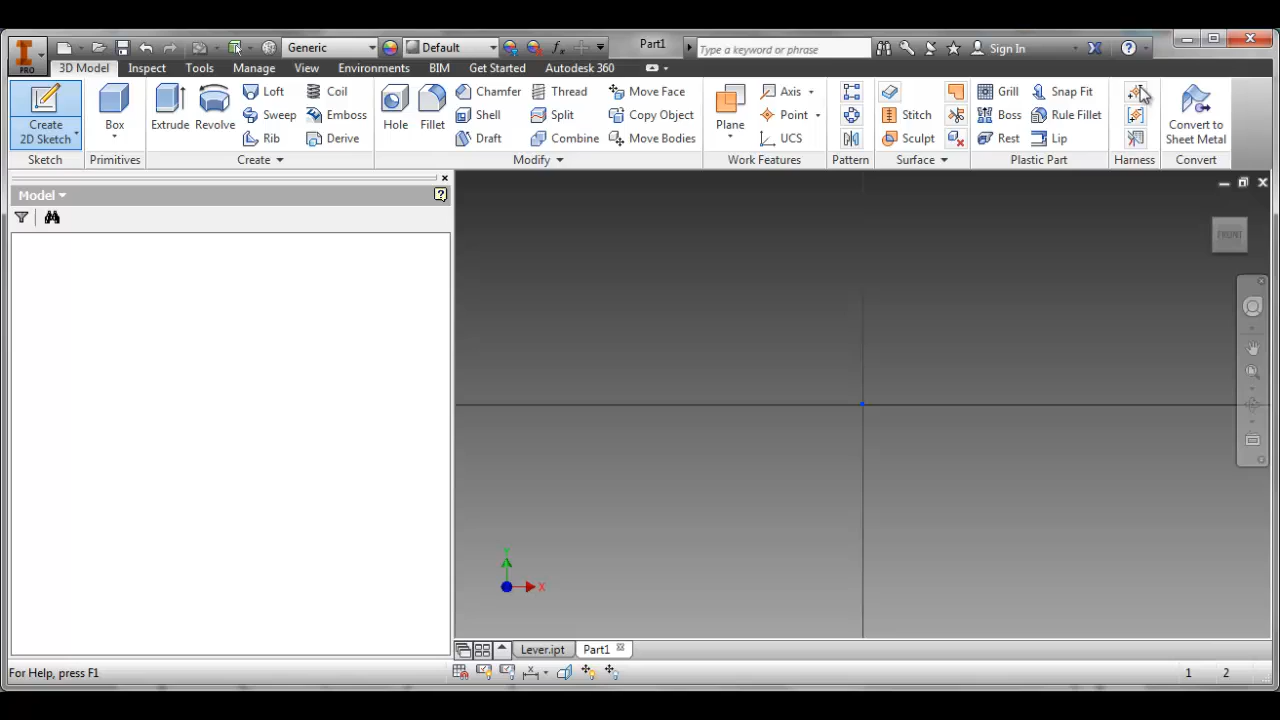 Generic
Default
Part1
Type a keyword or phrase
Sign In
PRO
3D Model
Inspect
Tools
Manage
View
Environments
BIM
Get Started
Autodesk 360
Create
2D Sketch
Sketch
Box
Primitives
Extrude
Revolve
Loft
Sweep
Rib
Coil
Emboss
Derive
Create
Hole
Fillet
Chamfer
Shell
Draft
Thread
Split
Combine
Move Face
Copy Object
Move Bodies
Modify
Plane
Axis
Point
UCS
Work Features
Pattern
Stitch
Sculpt
Surface
Grill
Boss
Rest
Snap Fit
Rule Fillet
Lip
Plastic Part
Harness
Convert to
Sheet Metal
Convert
Model
FRONT
Y
X
Lever.ipt
Part1
For Help, press F1
1
2